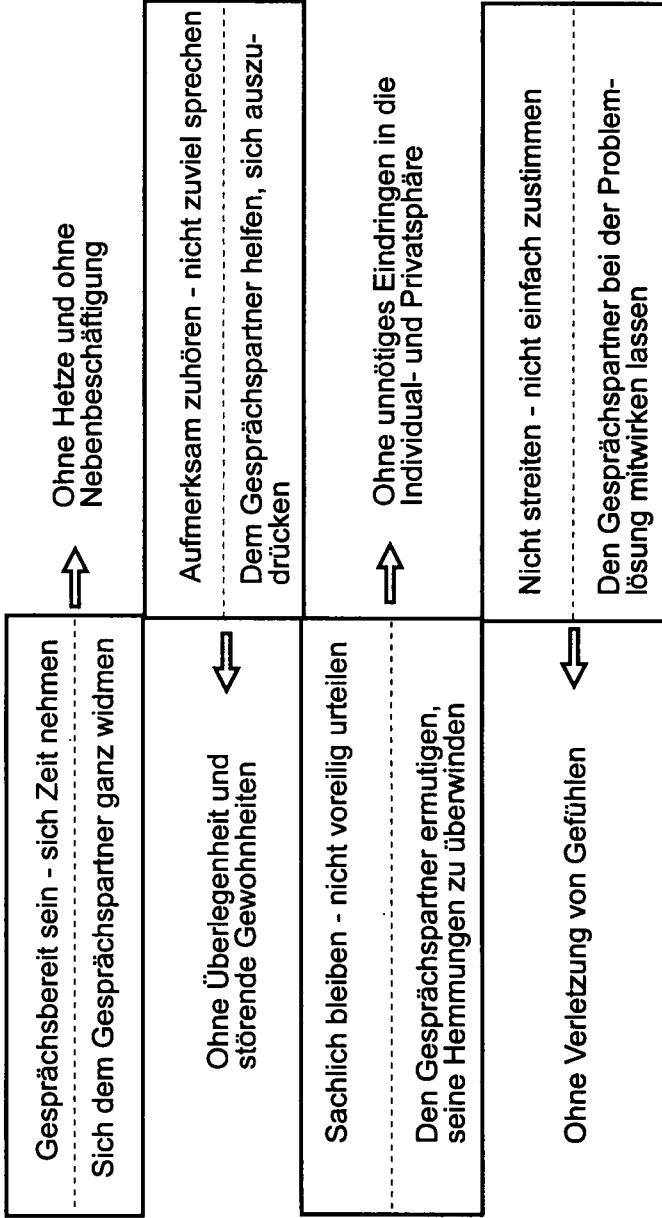 Gesprächsbereit sein - sich Zeit nehmen
Sich dem Gesprächspartner ganz widmen
Ohne Hetze und ohne
Nebenbeschäftigung
Aufmerksam zuhören - nicht zuviel sprechen
Dem Gesprächspartner helfen, sich auszu-
drücken
Ohne Überlegenheit und
störende Gewohnheiten
Sachlich bleiben - nicht voreilig urteilen
Den Gesprächspartner ermutigen,
seine Hemmungen zu überwinden
Ohne unnötiges Eindringen in die
Individual- und Privatsphäre
Nicht streiten - nicht einfach zustimmen
Den Gesprächspartner bei der Problem-
lösung mitwirken lassen
Ohne Verletzung von Gefühlen